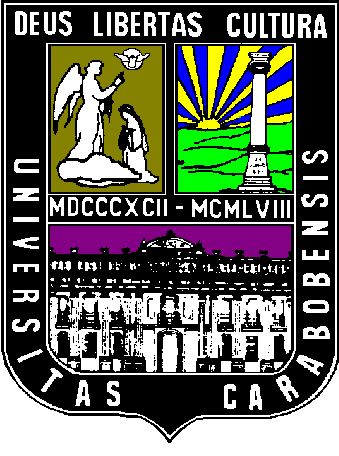 DEUS LIBERTAS CULTURA
MDCCCXCII - MCMLVIII
UNIVERSITAS CARABOBENSIS